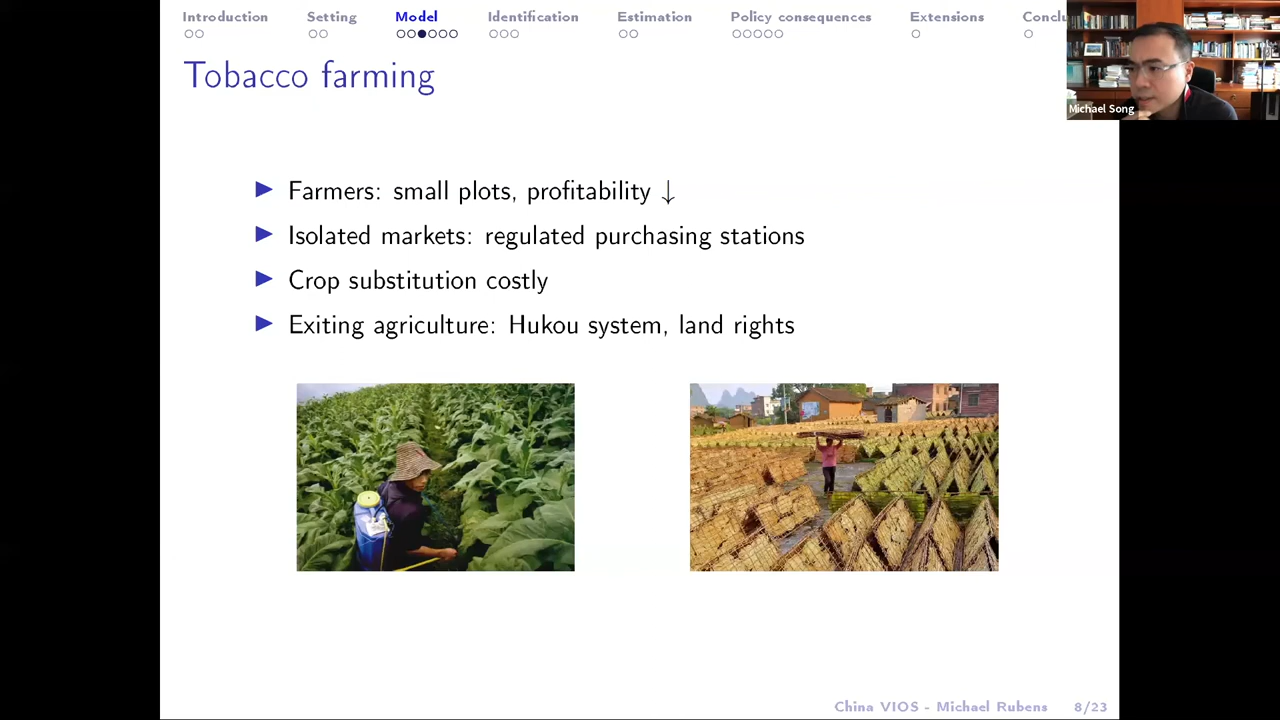 Introduction Setting Model Identification Estimation Policy consequences Extensions Conclu
Michael Song
Tobacco farming
Farmers: small plots, profitability ↓
Isolated markets: regulated purchasing stations
Crop substitution costly
Exiting agriculture: Hukou system, land rights
China VIOS - Michael Rubens 8/23